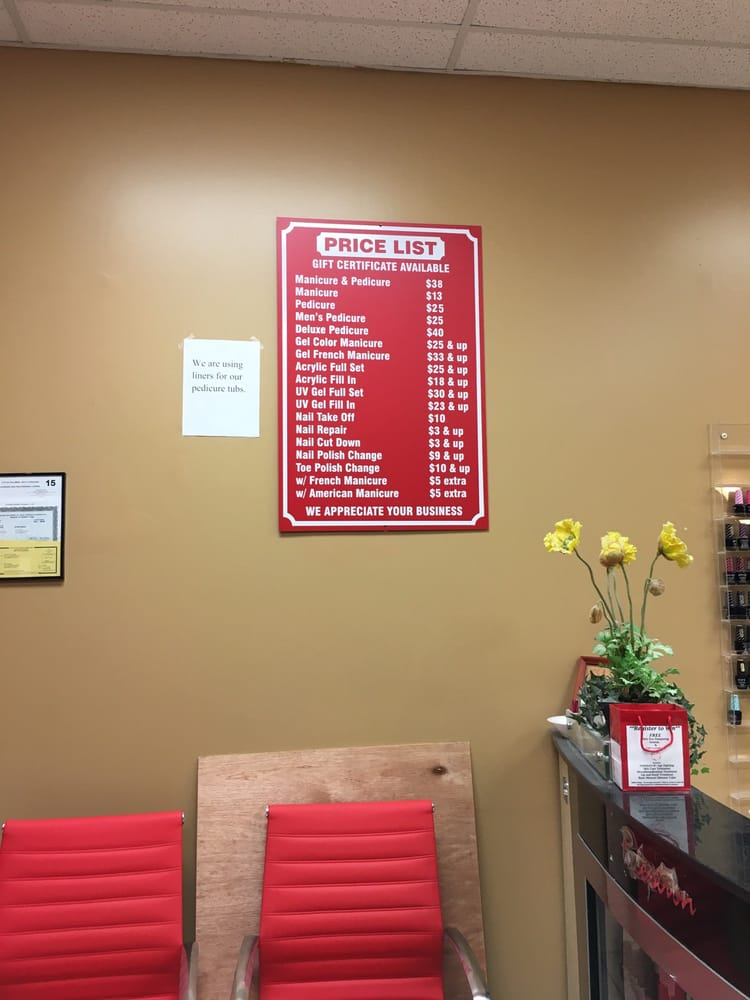 PRICE LIST
GIFT CERTIFICATE AVAILABLE
Manicure & Pedicure $38
Manicure $13
Pedicure $25
Men's Pedicure $25
Deluxe Pedicure $40
Gel Color Manicure $25 & up
Gel French Manicure $33 & up
Acrylic Full Set $25 & up
Acrylic Fill In $18 & up
UV Gel Full Set $30 & up
UV Gel Fill In $23 & up
Nail Take Off $10
Nail Repair $3 & up
Nail Cut Down $3 & up
Nail Polish Change $9 & up
Toe Polish Change $10 & up
w/ French Manicure $5 extra
w/ American Manicure $5 extra
WE APPRECIATE YOUR BUSINESS
We are using
liners for our
pedicure tubs.
15
"Register to Win"
FREE